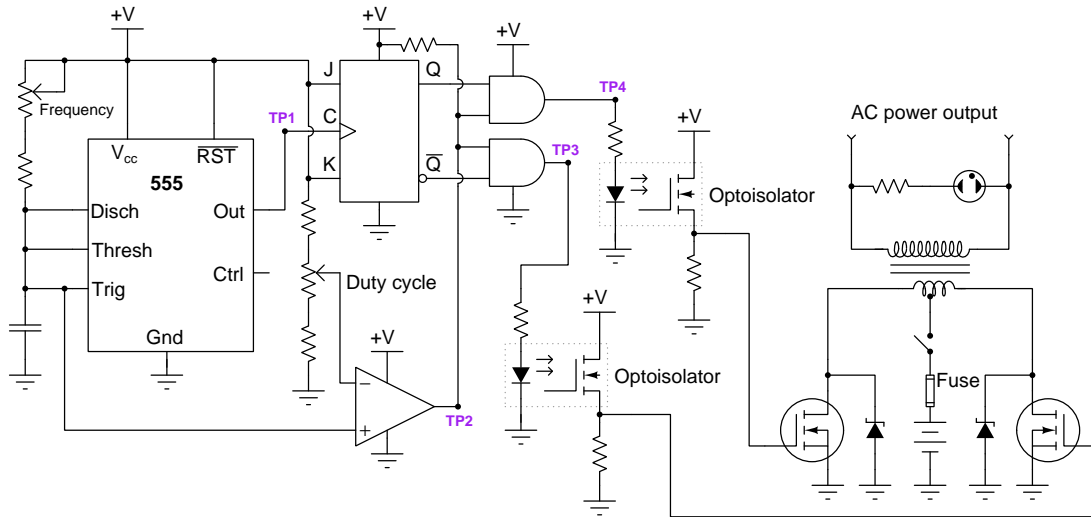 +V
+V
+V
Frequency
J
Q
C
TP1
K
Q̅
TP4
TP3
+V
AC power output
Vcc
R̅S̅T̅
555
Disch
Out
Thresh
Ctrl
Trig
Gnd
Optoisolator
Duty cycle
+V
+V
−
+
TP2
Optoisolator
Fuse